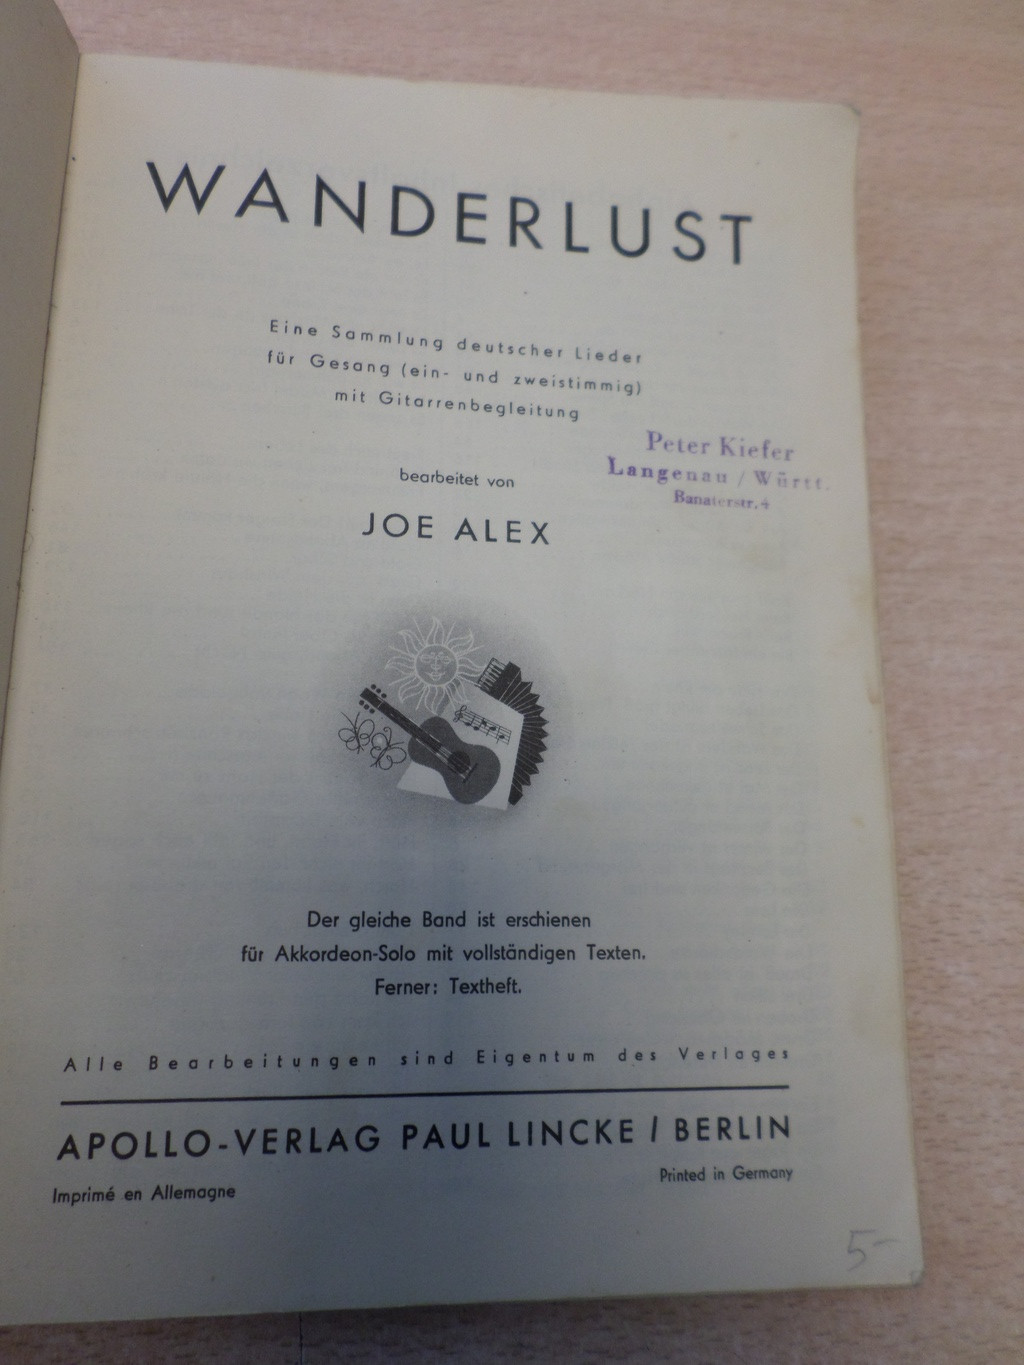 WANDERLUST
Eine Sammlung deutscher Lieder
für Gesang (ein- und zweistimmig)
mit Gitarrenbegleitung
Peter Kiefer
Langenau / Württ.
Banaterstr. 4
bearbeitet von
JOE ALEX
Der gleiche Band ist erschienen
für Akkordeon-Solo mit vollständigen Texten.
Ferner: Textheft.
Alle Bearbeitungen sind Eigentum des Verlages
APOLLO-VERLAG PAUL LINCKE / BERLIN
Imprimé en Allemagne
Printed in Germany
5-